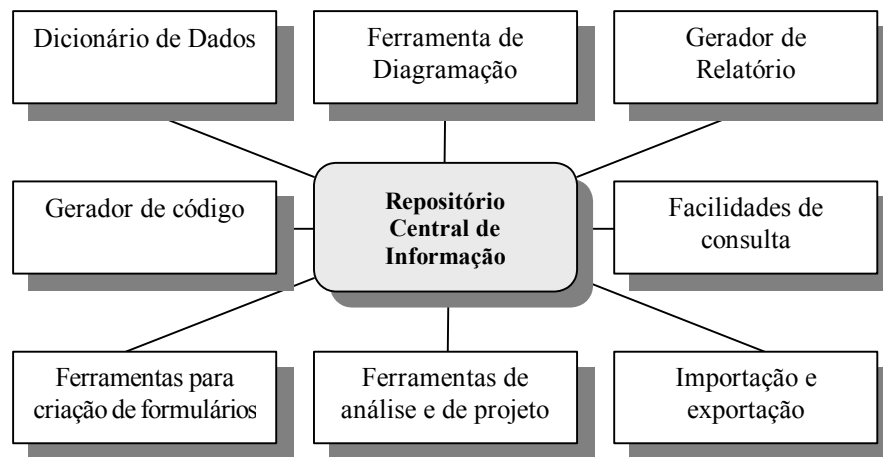 Dicionário de Dados
Ferramenta de
Diagramação
Gerador de
Relatório
Gerador de código
Repositório
Central de
Informação
Facilidades de
consulta
Ferramentas para
criação de formulários
Ferramentas de
análise e de projeto
Importação e
exportação